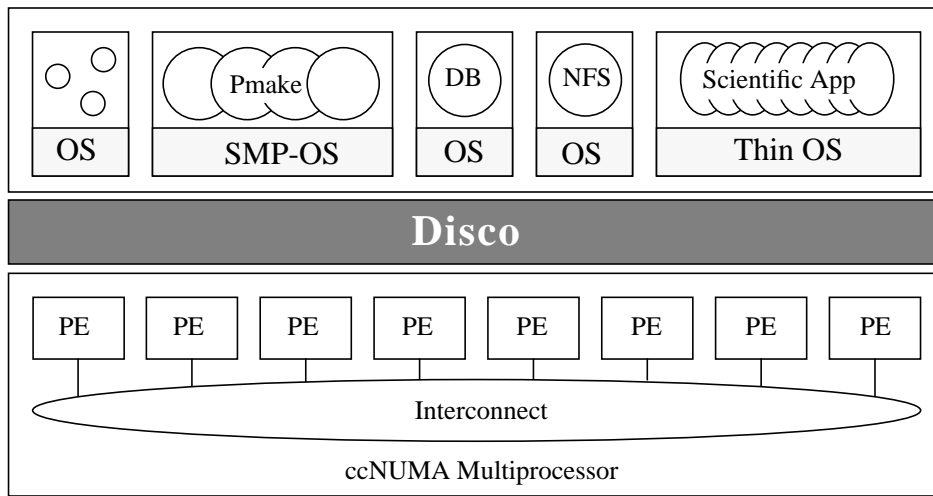 Pmake
DB
NFS
Scientific App
OS
SMP-OS
OS
OS
Thin OS
Disco
PE
PE
PE
PE
PE
PE
PE
PE
Interconnect
ccNUMA Multiprocessor